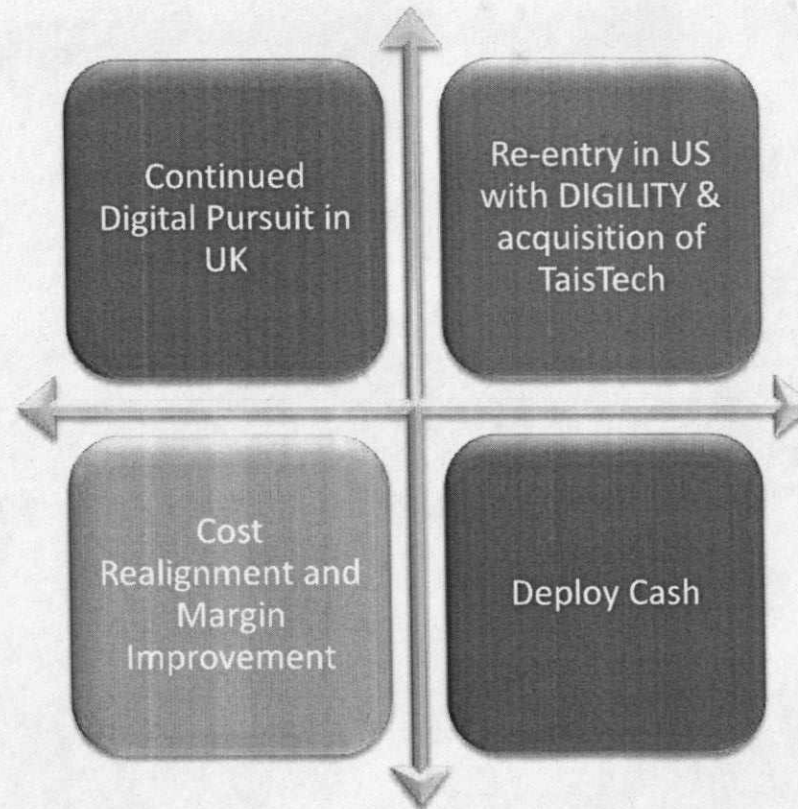 Continued
Digital Pursuit in
UK
Re-entry in US
with DIGILITY &
acquisition of
TaisTech
Cost
Realignment and
Margin
Improvement
Deploy Cash